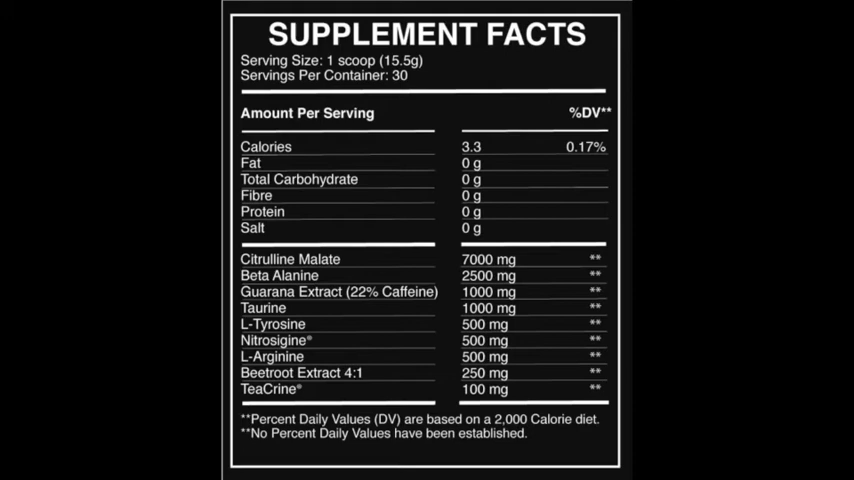 SUPPLEMENT FACTS
Serving Size: 1 scoop (15.5g)
Servings Per Container: 30
Amount Per Serving %DV**
Calories 3.3 0.17%
Fat 0 g
Total Carbohydrate 0 g
Fibre 0 g
Protein 0 g
Salt 0 g
Citrulline Malate 7000 mg **
Beta Alanine 2500 mg **
Guarana Extract (22% Caffeine) 1000 mg **
Taurine 1000 mg **
L-Tyrosine 500 mg **
Nitrosigine® 500 mg **
L-Arginine 500 mg **
Beetroot Extract 4:1 250 mg **
TeaCrine® 100 mg **
**Percent Daily Values (DV) are based on a 2,000 Calorie diet.
**No Percent Daily Values have been established.